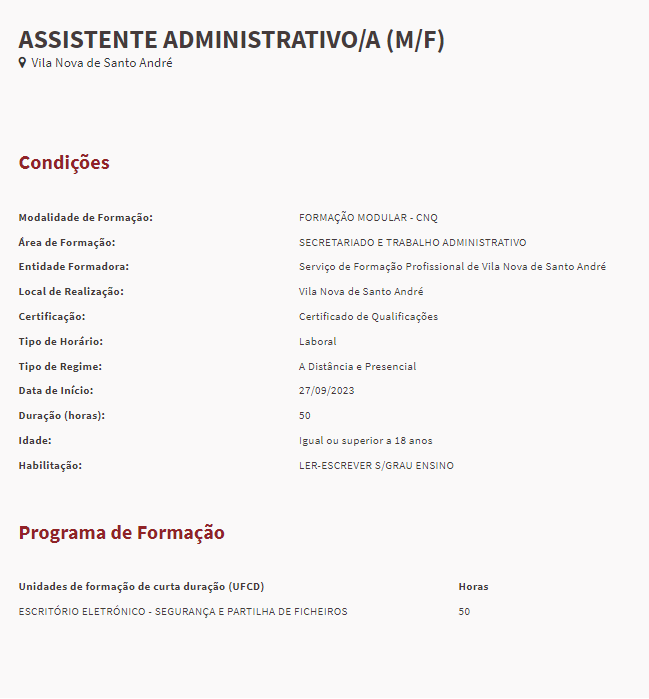 ASSISTENTE ADMINISTRATIVO/A (M/F)
Vila Nova de Santo André
Condições
Modalidade de Formação: FORMAÇÃO MODULAR - CNQ
Área de Formação: SECRETARIADO E TRABALHO ADMINISTRATIVO
Entidade Formadora: Serviço de Formação Profissional de Vila Nova de Santo André
Local de Realização: Vila Nova de Santo André
Certificação: Certificado de Qualificações
Tipo de Horário: Laboral
Tipo de Regime: A Distância e Presencial
Data de Início: 27/09/2023
Duração (horas): 50
Idade: Igual ou superior a 18 anos
Habilitação: LER-ESCREVER S/GRAU ENSINO
Programa de Formação
Unidades de formação de curta duração (UFCD) Horas
ESCRITÓRIO ELETRÓNICO - SEGURANÇA E PARTILHA DE FICHEIROS 50